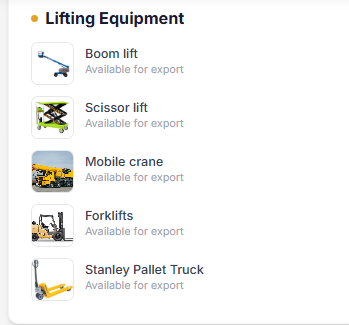 Lifting Equipment
Boom lift
Available for export
Scissor lift
Available for export
Mobile crane
Available for export
Forklifts
Available for export
Stanley Pallet Truck
Available for export